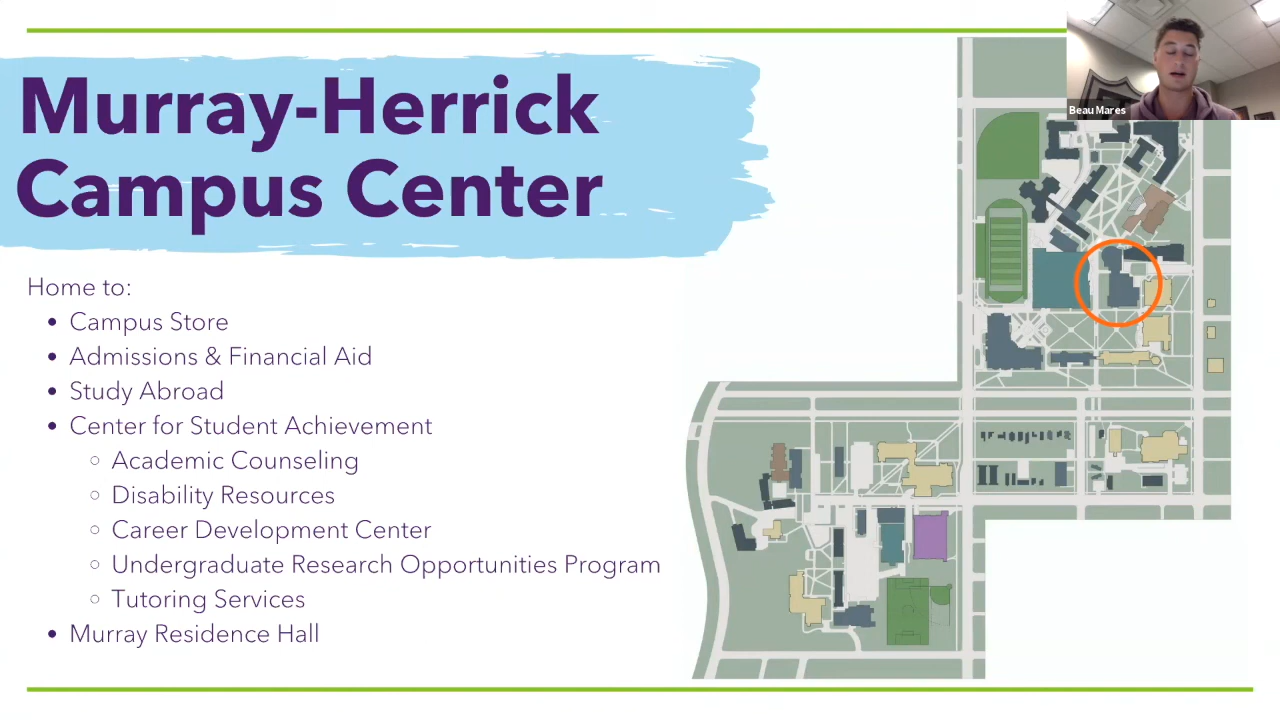 Murray-Herrick
Campus Center
Beau Mares
Home to:
Campus Store
Admissions & Financial Aid
Study Abroad
Center for Student Achievement
Academic Counseling
Disability Resources
Career Development Center
Undergraduate Research Opportunities Program
Tutoring Services
Murray Residence Hall